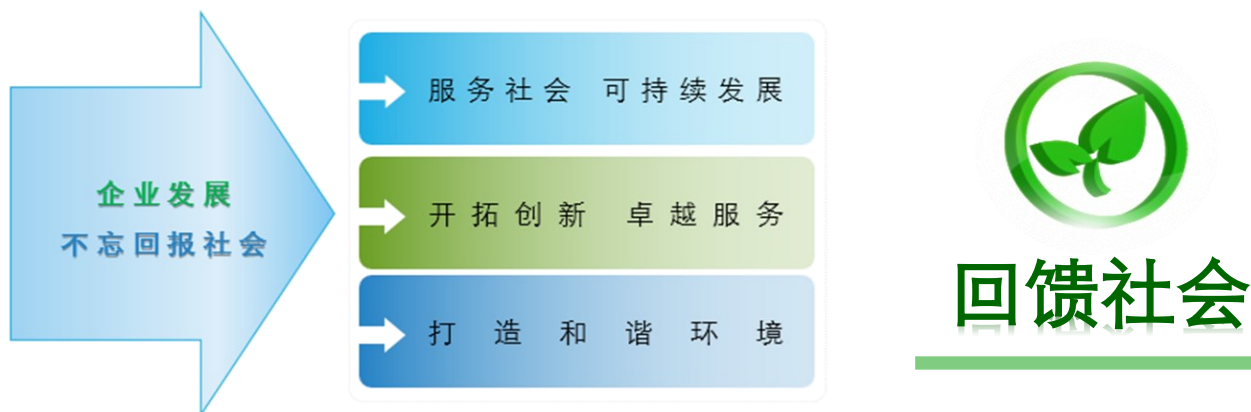 企业发展
不忘回报社会
服务社会 可持续发展
开拓创新 卓越服务
打造和谐环境
回馈社会